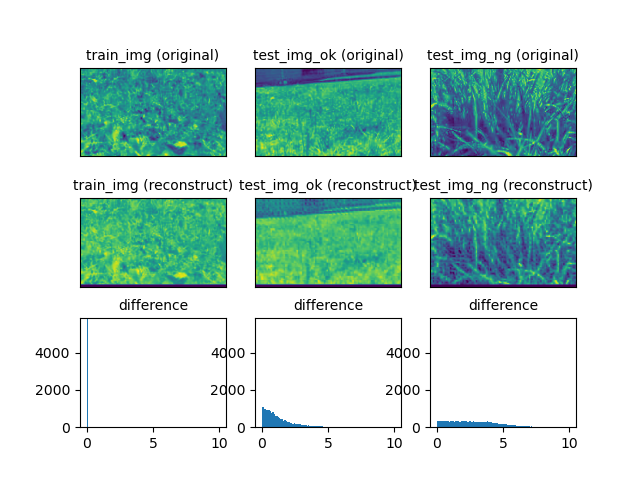 train_img (original) test_img_ok (original) test_img_ng (original)
train_img (reconstruct) test_img_ok (reconstruct) test_img_ng (reconstruct)
difference difference difference
4000 4000 4000
2000 2000 2000
0 0 0
0 5 10 0 5 10 0 5 10